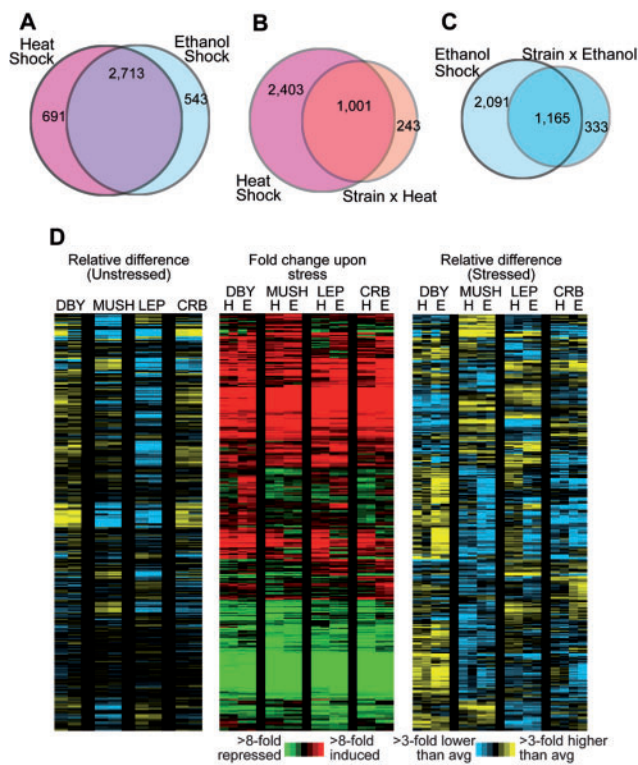 A
Heat
Shock
Ethanol
Shock
2,713
691
543
B
2,403
1,001
243
Heat
Shock
Strain x Heat
C
Ethanol
Shock
Strain x Ethanol
2,091
1,165
333
D
Relative difference
(Unstressed)
DBY MUSH LEP CRB
Fold change upon
stress
DBY MUSH LEP CRB
H E H E H E H E
Relative difference
(Stressed)
DBY MUSH LEP CRB
H E H E H E H E
>8-fold
repressed
>8-fold
induced
>3-fold lower
than avg
>3-fold higher
than avg